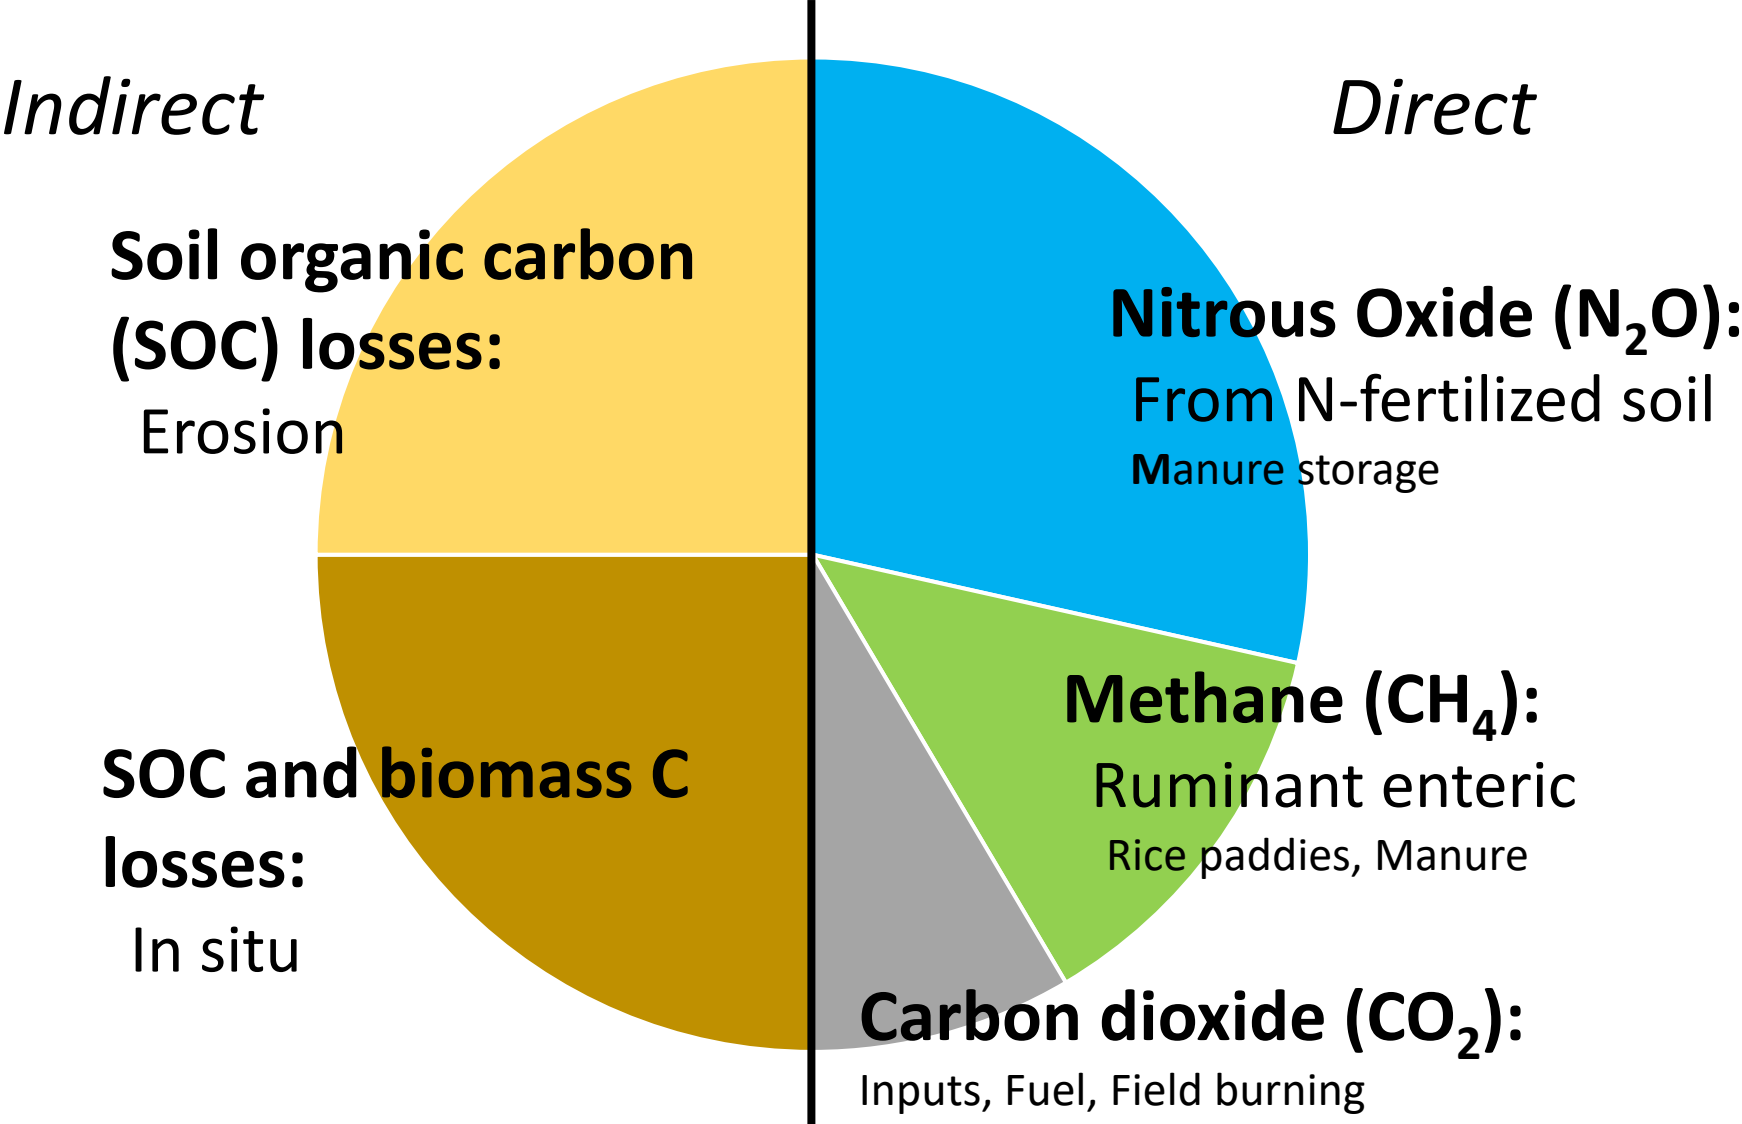 Indirect
Direct
Soil organic carbon
(SOC) losses:
Erosion
Nitrous Oxide (N₂O):
From N-fertilized soil
Manure storage
SOC and biomass C
losses:
In situ
Methane (CH₄):
Ruminant enteric
Rice paddies, Manure
Carbon dioxide (CO₂):
Inputs, Fuel, Field burning